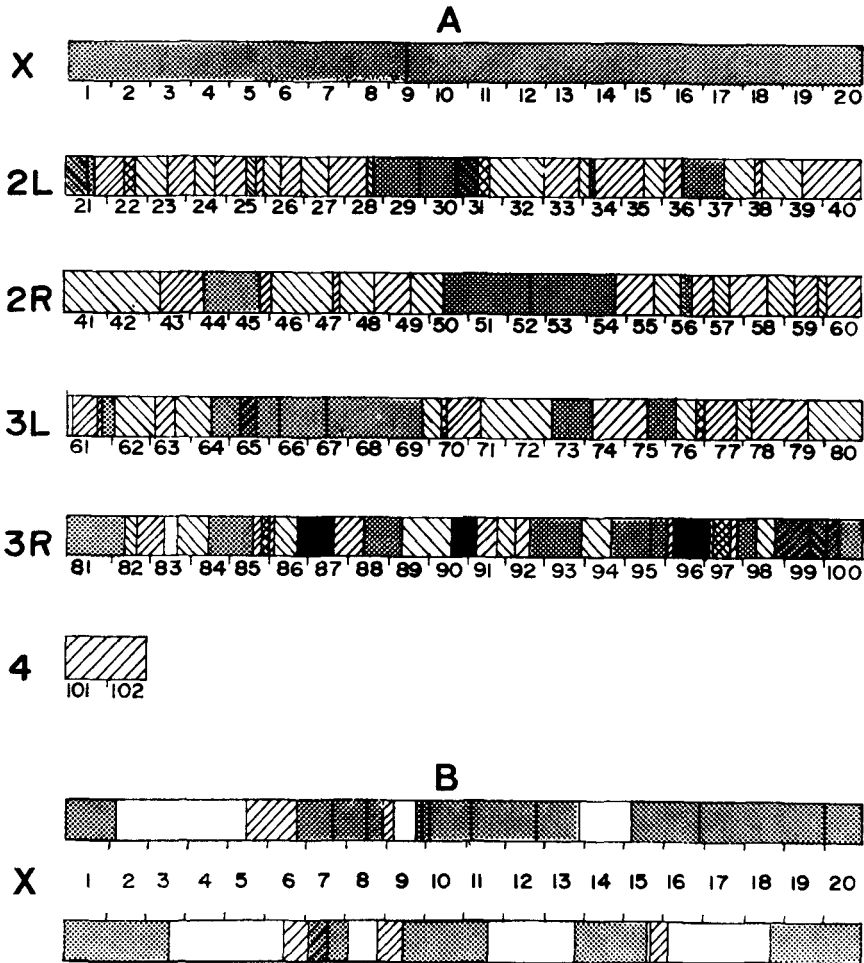 A
X
1 2 3 4 5 6 7 8 9 10 11 12 13 14 15 16 17 18 19 20
2L
21 22 23 24 25 26 27 28 29 30 31 32 33 34 35 36 37 38 39 40
2R
41 42 43 44 45 46 47 48 49 50 51 52 53 54 55 56 57 58 59 60
3L
61 62 63 64 65 66 67 68 69 70 71 72 73 74 75 76 77 78 79 80
3R
81 82 83 84 85 86 87 88 89 90 91 92 93 94 95 96 97 98 99 100
4
101 102
B
X 1 2 3 4 5 6 7 8 9 10 11 12 13 14 15 16 17 18 19 20